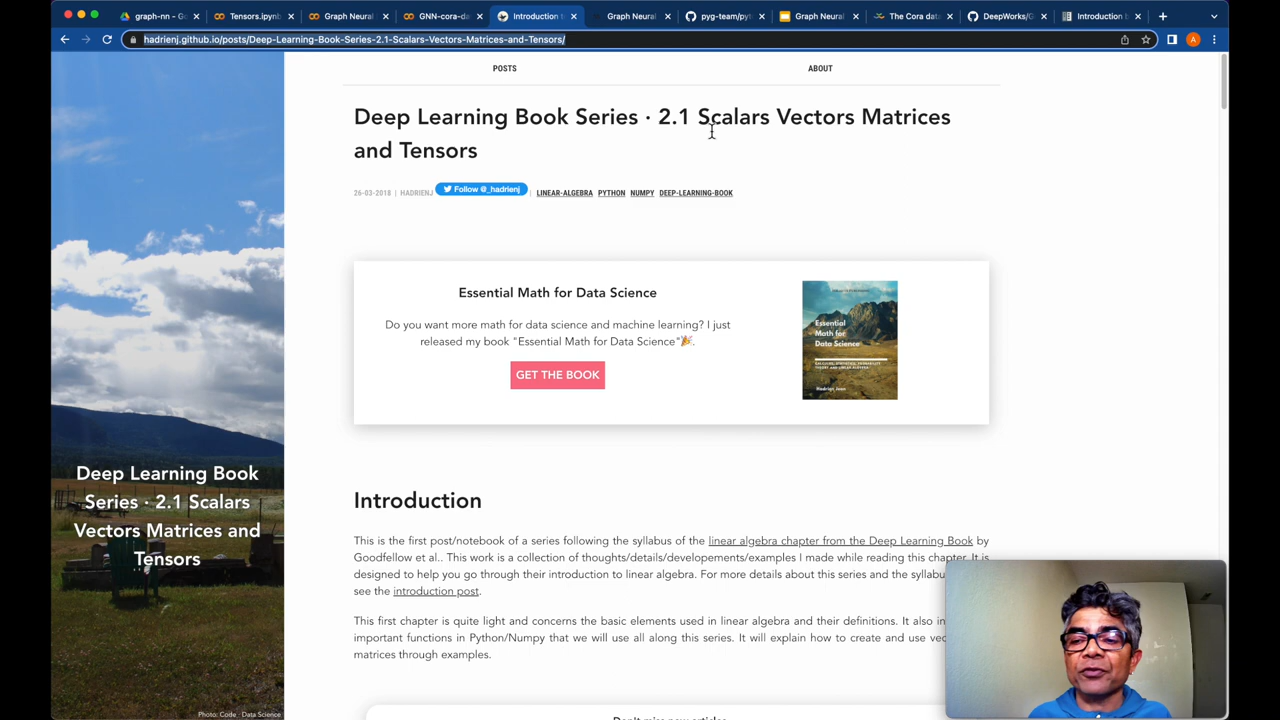 graph-nn - Go
Tensors.ipynb
Graph Neural
GNN-cora-da
Introduction t
Graph Neural
pyg-team/pyt
Graph Neural
The Cora dat
DeepWorks/G
Introduction t
hadrienj.github.io/posts/Deep-Learning-Book-Series-2.1-Scalars-Vectors-Matrices-and-Tensors/
A
POSTS
ABOUT
Deep Learning Book Series · 2.1 Scalars Vectors Matrices
and Tensors
26-03-2018 | HADRIENJ Follow @_hadrienj | LINEAR-ALGEBRA PYTHON NUMPY DEEP-LEARNING-BOOK
Essential Math for Data Science
Do you want more math for data science and machine learning? I just
released my book "Essential Math for Data Science"🎉.
GET THE BOOK
Essential
Math for
Data Science
Hadrien Jean
Introduction
This is the first post/notebook of a series following the syllabus of the linear algebra chapter from the Deep Learning Book by
Goodfellow et al.. This work is a collection of thoughts/details/developements/examples I made while reading this chapter. It is
designed to help you go through their introduction to linear algebra. For more details about this series and the syllabu
see the introduction post.
This first chapter is quite light and concerns the basic elements used in linear algebra and their definitions. It also in
important functions in Python/Numpy that we will use all along this series. It will explain how to create and use vec
matrices through examples.
Deep Learning Book
Series · 2.1 Scalars
Vectors Matrices and
Tensors
Photo: Code · Data Science